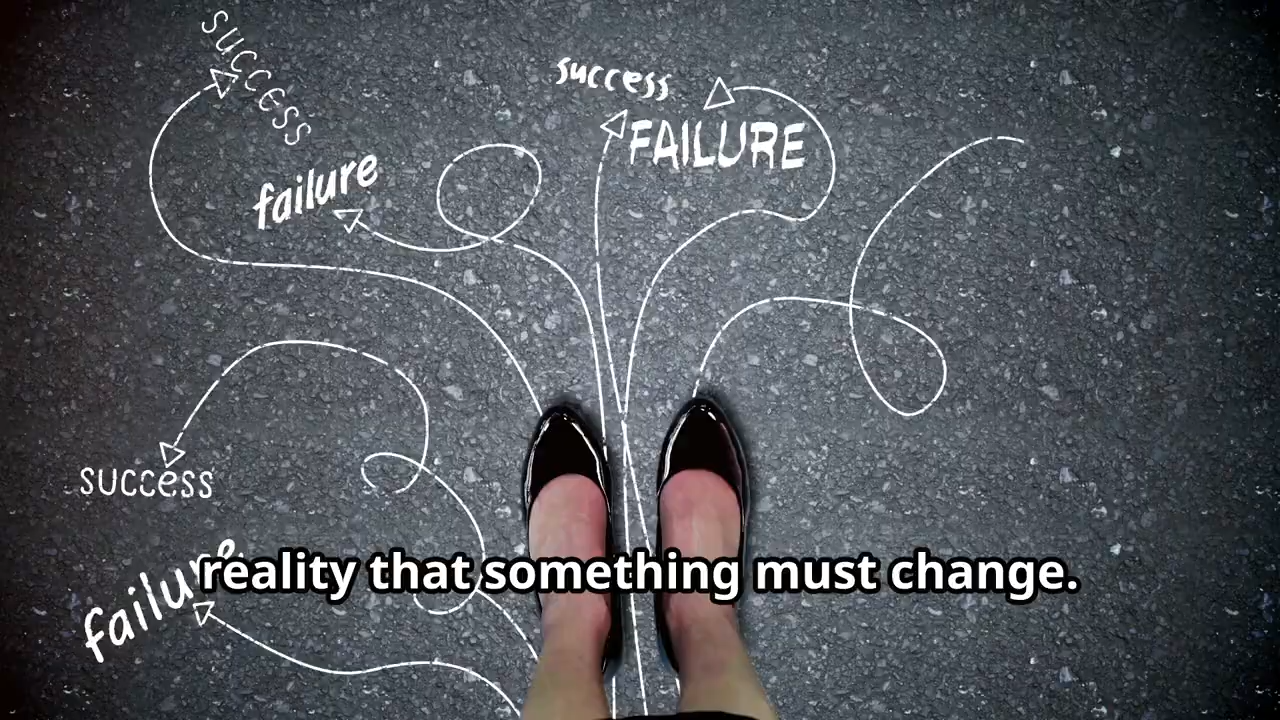 success
success
FAILURE
failure
success
failure
reality that something must change.